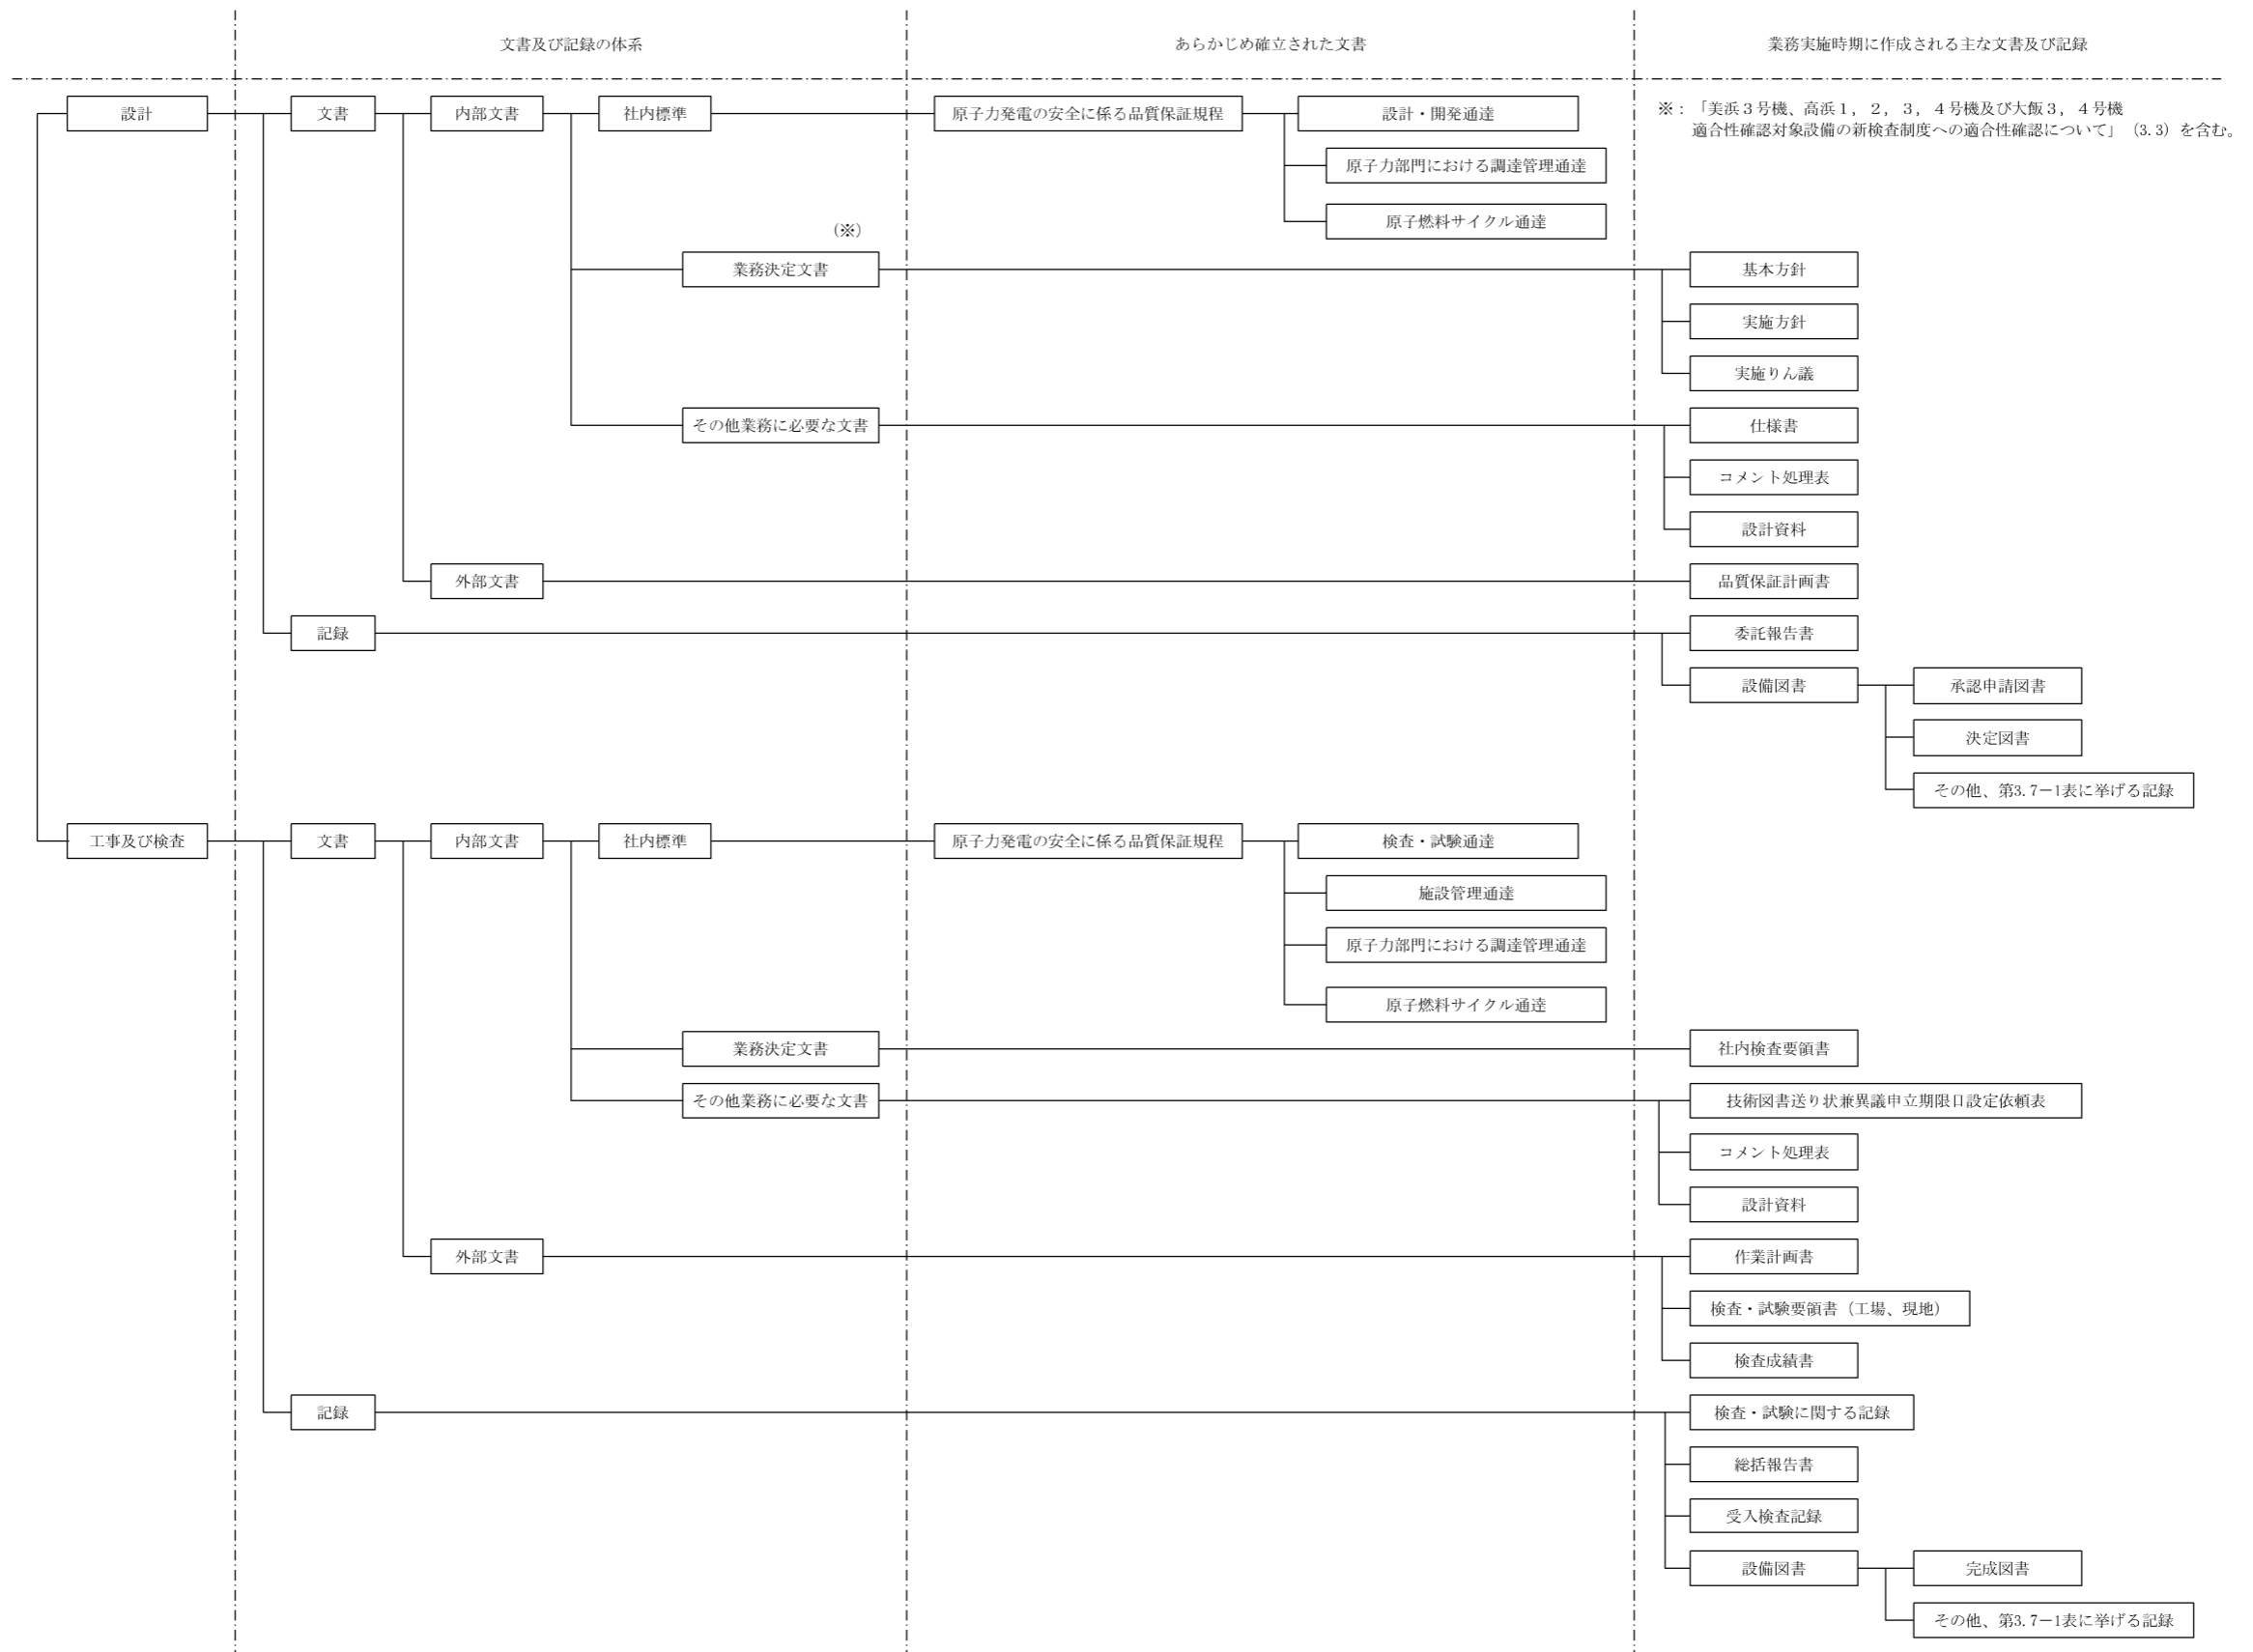 文書及び記録の体系
あらかじめ確立された文書
業務実施時期に作成される主な文書及び記録
設計
文書
内部文書
社内標準
原子力発電の安全に係る品質保証規程
設計・開発通達
※：「美浜３号機、高浜１，２，３，４号機及び大飯３，４号機
適合性確認対象設備の新検査制度への適合性確認について」（3.3）を含む。
原子力部門における調達管理通達
原子燃料サイクル通達
（※）
業務決定文書
基本方針
実施方針
実施りん議
その他業務に必要な文書
仕様書
コメント処理表
設計資料
外部文書
品質保証計画書
記録
委託報告書
設備図書
承認申請図書
決定図書
その他、第3.7－1表に挙げる記録
工事及び検査
文書
内部文書
社内標準
原子力発電の安全に係る品質保証規程
検査・試験通達
施設管理通達
原子力部門における調達管理通達
原子燃料サイクル通達
業務決定文書
社内検査要領書
その他業務に必要な文書
技術図書送り状兼異議申立期限日設定依頼表
コメント処理表
設計資料
外部文書
作業計画書
検査・試験要領書（工場、現地）
検査成績書
記録
検査・試験に関する記録
総括報告書
受入検査記録
設備図書
完成図書
その他、第3.7－1表に挙げる記録